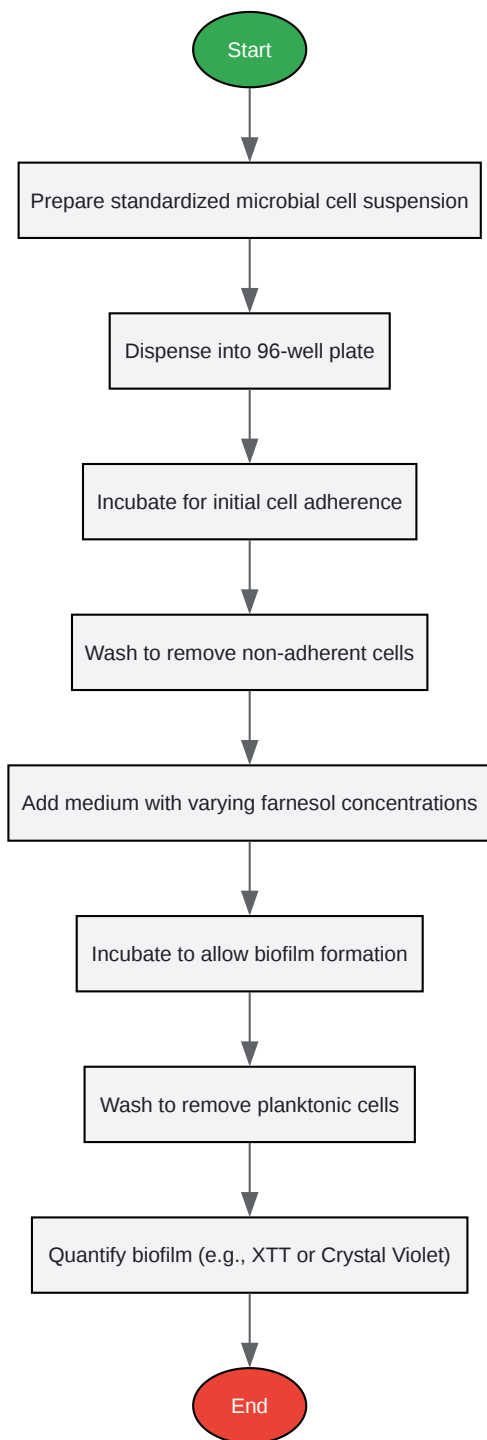 Start
Prepare standardized microbial cell suspension
Dispense into 96-well plate
Incubate for initial cell adherence
Wash to remove non-adherent cells
Add medium with varying farnesol concentrations
Incubate to allow biofilm formation
Wash to remove planktonic cells
Quantify biofilm (e.g., XTT or Crystal Violet)
End